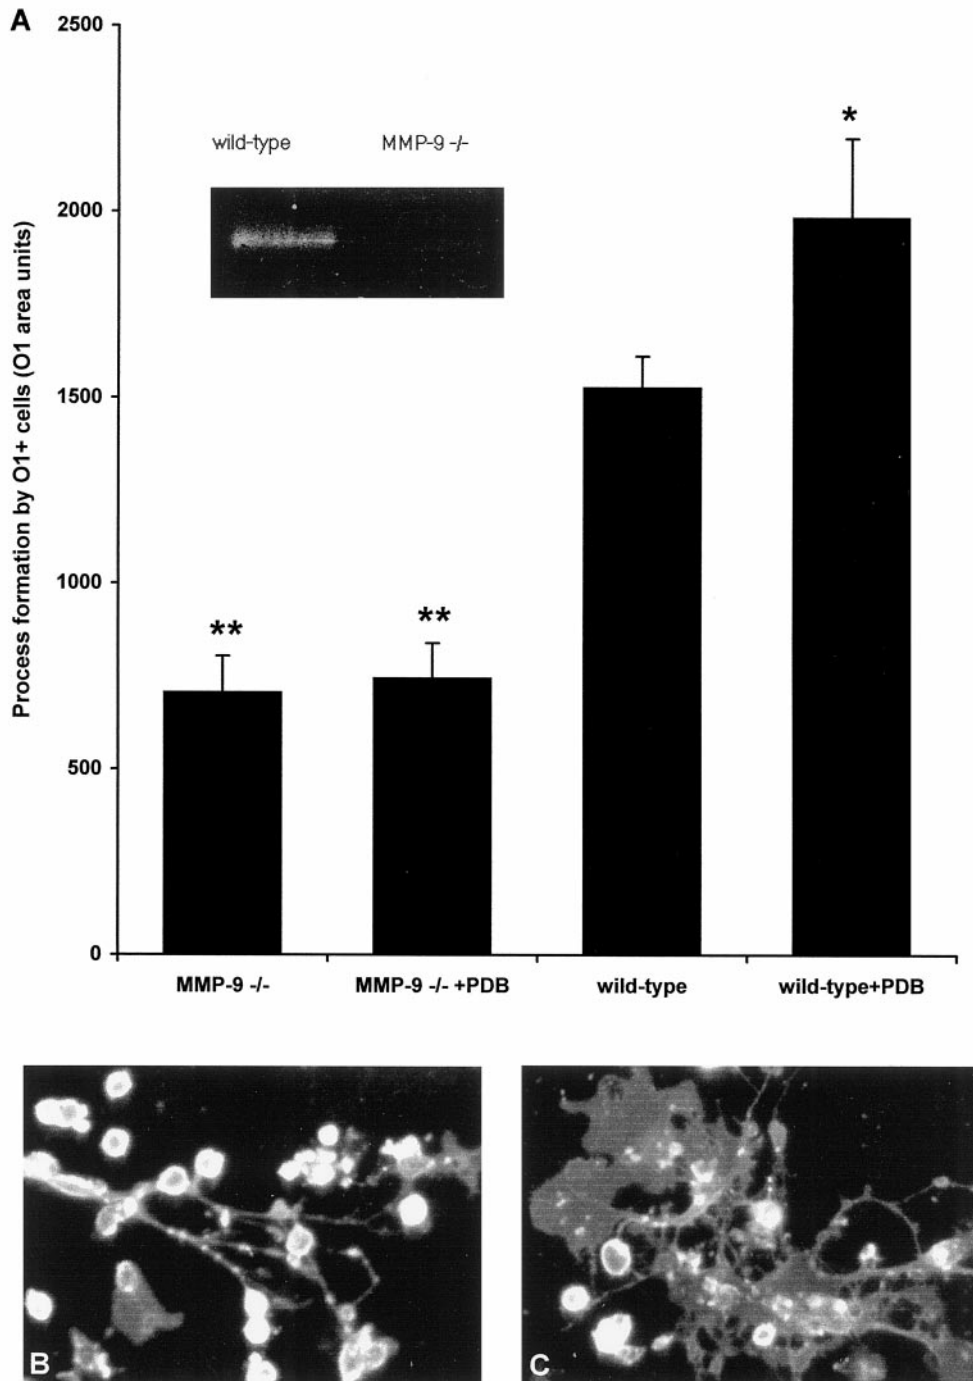 A
2500
2000
1500
1000
500
0
Process formation by O1+ cells (O1 area units)
wild-type MMP-9 -/-
*
**
**
MMP-9 -/- MMP-9 -/- +PDB wild-type wild-type+PDB
B
C